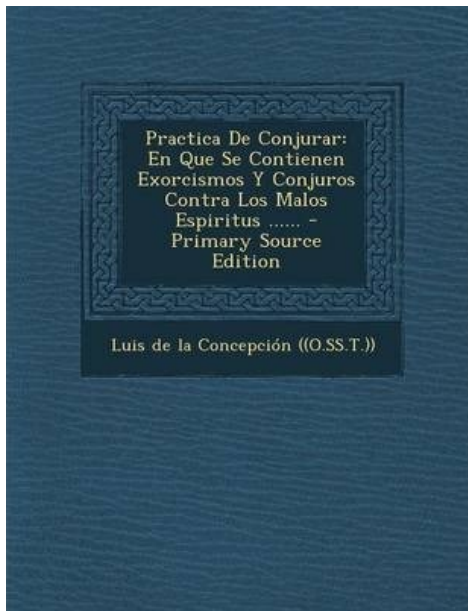 Practica De Conjurar:
En Que Se Contienen
Exorcismos Y Conjuros
Contra Los Malos
Espiritus ...... -
Primary Source
Edition
Luis de la Concepción ((O.SS.T.))